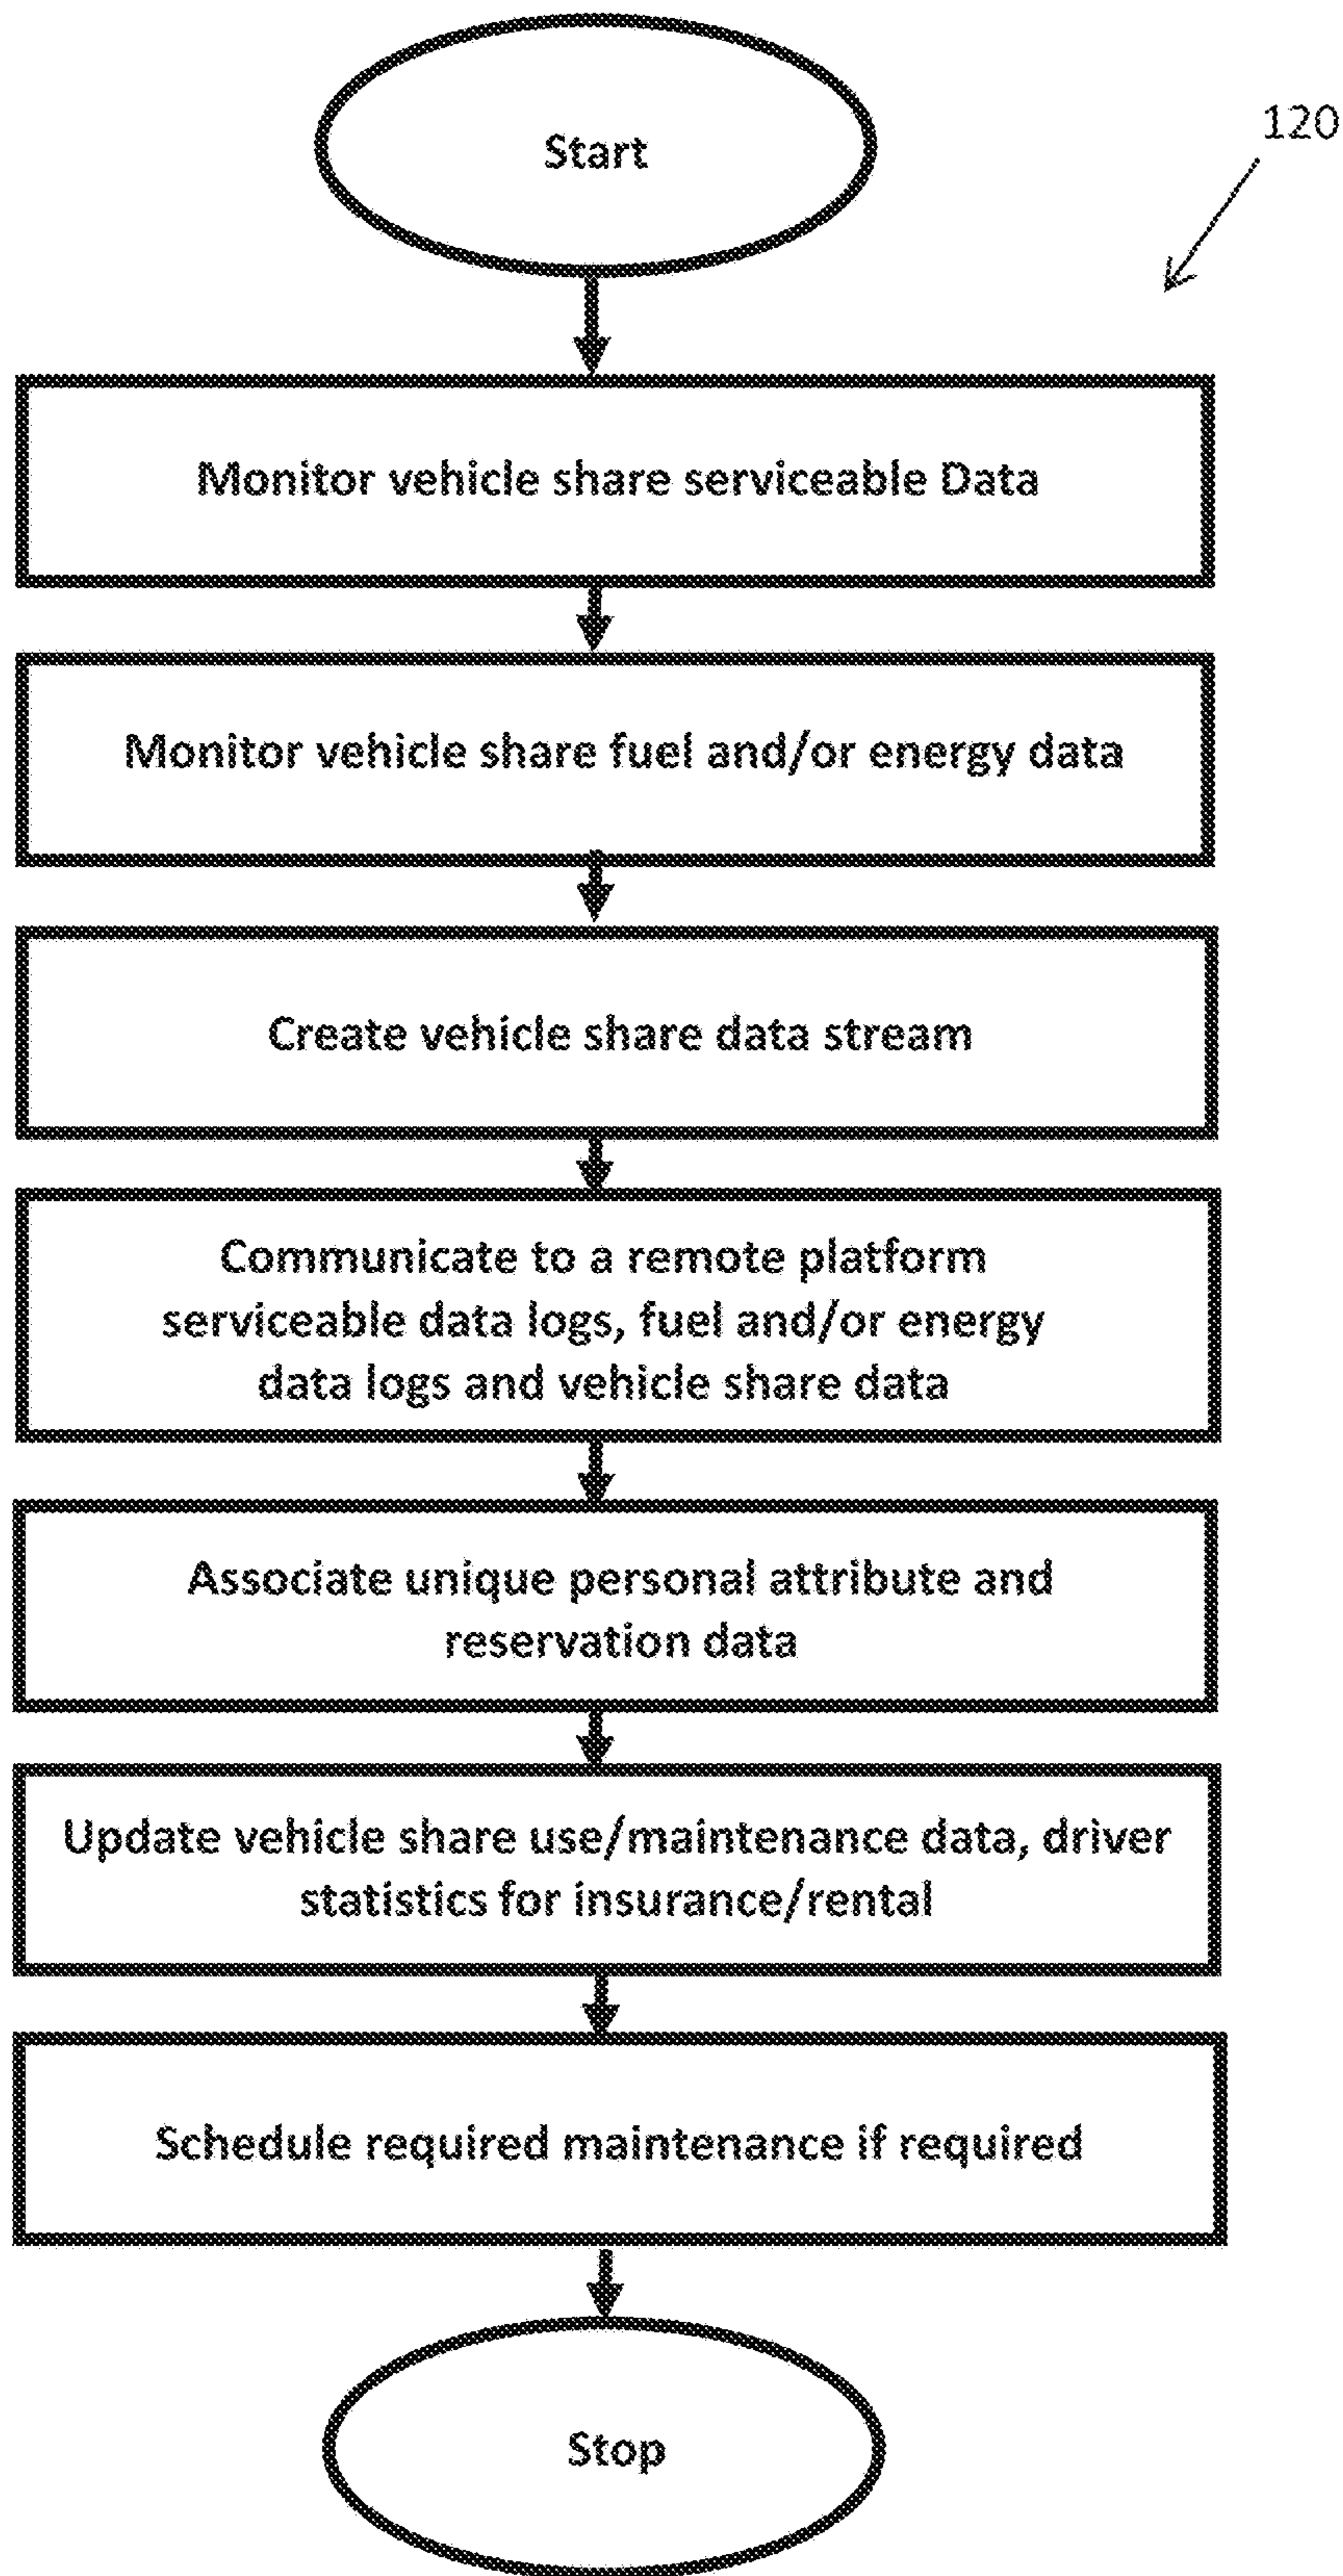 Start
120
Monitor vehicle share serviceable Data
Monitor vehicle share fuel and/or energy data
Create vehicle share data stream
Communicate to a remote platform
serviceable data logs, fuel and/or energy
data logs and vehicle share data
Associate unique personal attribute and
reservation data
Update vehicle share use/maintenance data, driver
statistics for insurance/rental
Schedule required maintenance if required
Stop